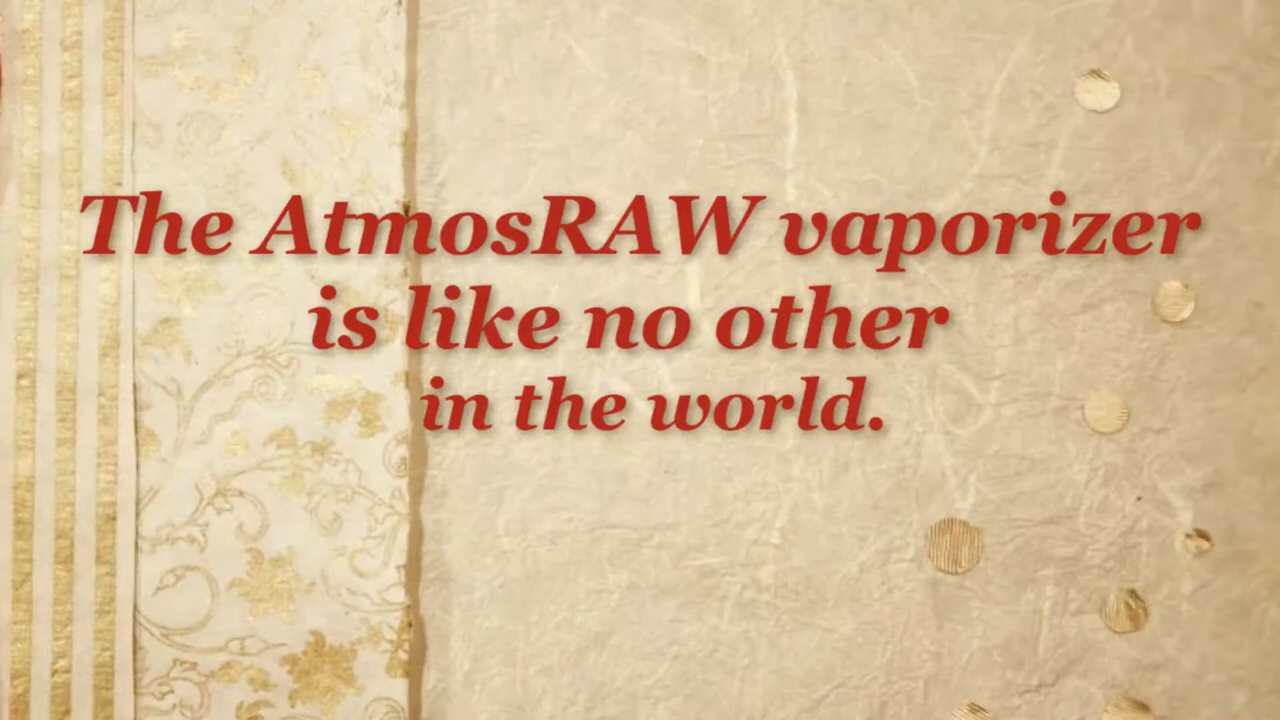 The AtmosRAW vaporizer
is like no other
in the world.